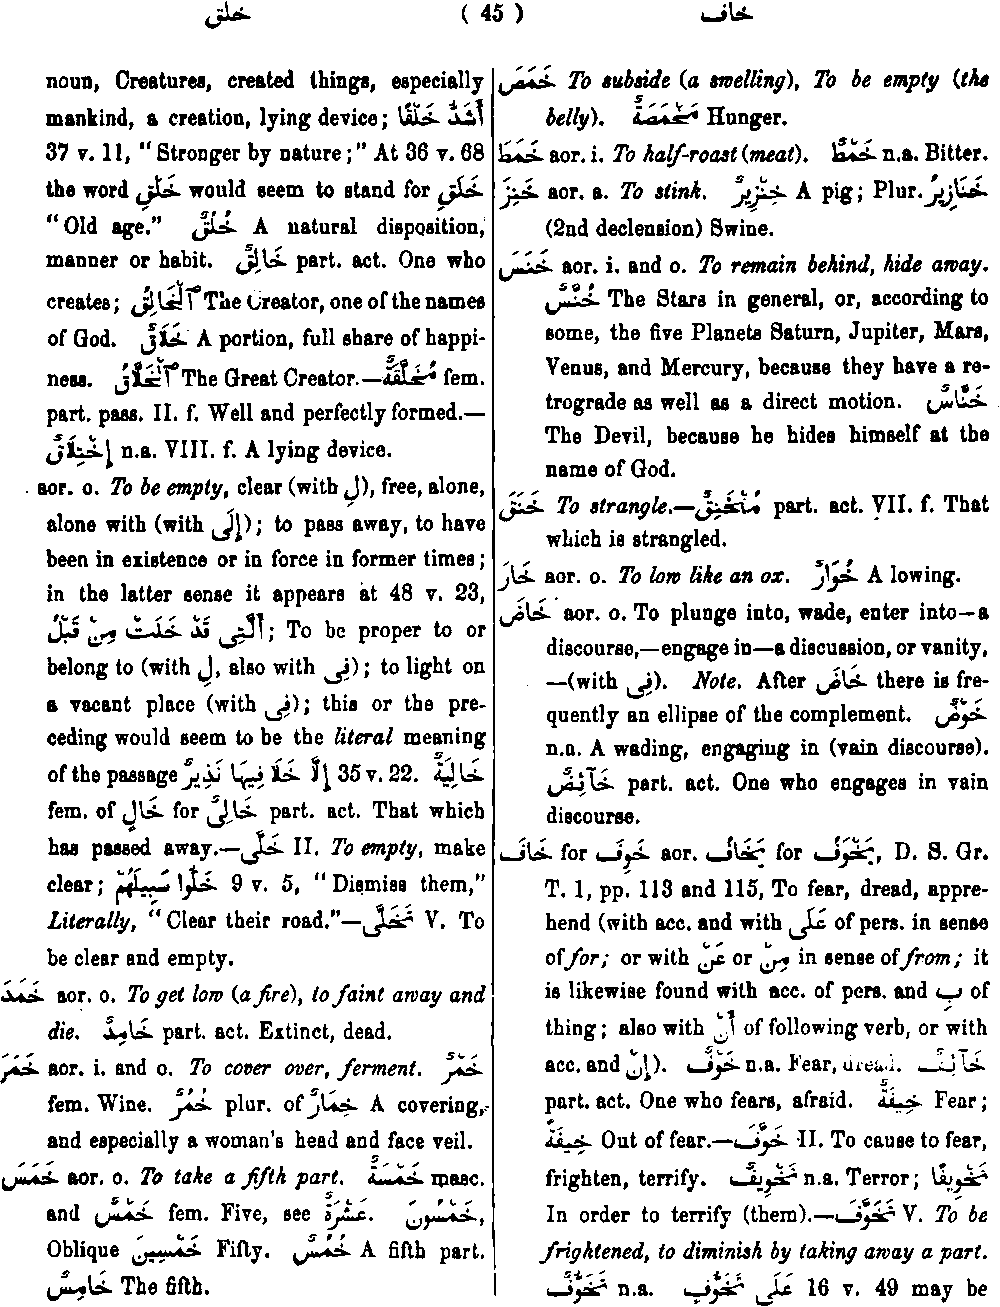 خلق ( 45 ) خاف
noun, Creatures, created things, especially
mankind, a creation, lying device; أَشَدُّ خَلْقًا
37 v. 11, “Stronger by nature;” At 36 v. 68
the word خَلْقِ would seem to stand for خَلَقِ
“Old age.” خُلُقٌ A natural disposition,
manner or habit. خَالِقٌ part. act. One who
creates; ٱلْخَالِقُ The Creator, one of the names
of God. خَلَاقٌ A portion, full share of happi-
ness. ٱلْخَلَّاقُ The Great Creator.—مُخَلَّقَةٌ fem.
part. pass. II. f. Well and perfectly formed.—
إِخْتِلَاقٌ n.a. VIII. f. A lying device.
aor. o. To be empty, clear (with لِ), free, alone,
alone with (with إِلَى); to pass away, to have
been in existence or in force in former times;
in the latter sense it appears at 48 v. 23,
ٱلَّتِي قَدْ خَلَتْ مِنْ قَبْلُ; To be proper to or
belong to (with لِ, also with فِي); to light on
a vacant place (with فِي); this or the pre-
ceding would seem to be the literal meaning
of the passage إِلَّا خَلَا فِيهَا نَذِيرٌ 35 v. 22. خَالِيَةٌ
fem. of خَالٍ for خَالِيٌ part. act. That which
has passed away.—خَلَّى II. To empty, make
clear; خَلُّوا سَبِيلَهُمْ 9 v. 5, “Dismiss them,”
Literally, “Clear their road.”—تَخَلَّى V. To
be clear and empty.
خَمَدَ aor. o. To get low (a fire), to faint away and
die. خَامِدٌ part. act. Extinct, dead.
خَمَرَ aor. i. and o. To cover over, ferment. خَمْرٌ
fem. Wine. خُمُرٌ plur. of خِمَارٌ A covering,
and especially a woman’s head and face veil.
خَمَسَ aor. o. To take a fifth part. خَمْسَةٌ masc.
and خَمْسٌ fem. Five, see عَشَرَةٌ. خَمْسُونَ,
Oblique خَمْسِينَ Fifty. خُمْسٌ A fifth part.
خَامِسٌ The fifth.
خَمَصَ To subside (a swelling), To be empty (the
belly). مَخْمَصَةٌ Hunger.
خَمَطَ aor. i. To half-roast (meat). خَمْطٌ n.a. Bitter.
خَنِزَ aor. a. To stink. خِنْزِيرٌ A pig; Plur. خَنَازِيرُ
(2nd declension) Swine.
خَنَسَ aor. i. and o. To remain behind, hide away.
خُنَّسٌ The Stars in general, or, according to
some, the five Planets Saturn, Jupiter, Mars,
Venus, and Mercury, because they have a re-
trograde as well as a direct motion. خَنَّاسٌ
The Devil, because he hides himself at the
name of God.
خَنَقَ To strangle.—مُنْخَنِقٌ part. act. VII. f. That
which is strangled.
خَارَ aor. o. To low like an ox. خُوَارٌ A lowing.
خَاضَ aor. o. To plunge into, wade, enter into—a
discourse,—engage in—a discussion, or vanity,
—(with فِي). Note. After خَاضَ there is fre-
quently an ellipse of the complement. خَوْضٌ
n.a. A wading, engaging in (vain discourse).
خَآئِضٌ part. act. One who engages in vain
discourse.
خَافَ for خَوِفَ aor. يَخَافُ for يَخْوَفُ, D. S. Gr.
T. 1, pp. 113 and 115, To fear, dread, appre-
hend (with acc. and with عَلَى of pers. in sense
of for; or with عَنْ or مِنْ in sense of from; it
is likewise found with acc. of pers. and بِ of
thing; also with أَنْ of following verb, or with
acc. and إِنْ). خَوْفٌ n.a. Fear, dread. خَآئِفٌ
part. act. One who fears, afraid. خِيفَةٌ Fear;
خِيفَةً Out of fear.—خَوَّفَ II. To cause to fear,
frighten, terrify. تَخْوِيفٌ n.a. Terror; تَخْوِيفًا
In order to terrify (them).—تَخَوَّفَ V. To be
frightened, to diminish by taking away a part.
تَخَوُّفٌ n.a. عَلَى تَخَوُّفٍ 16 v. 49 may be